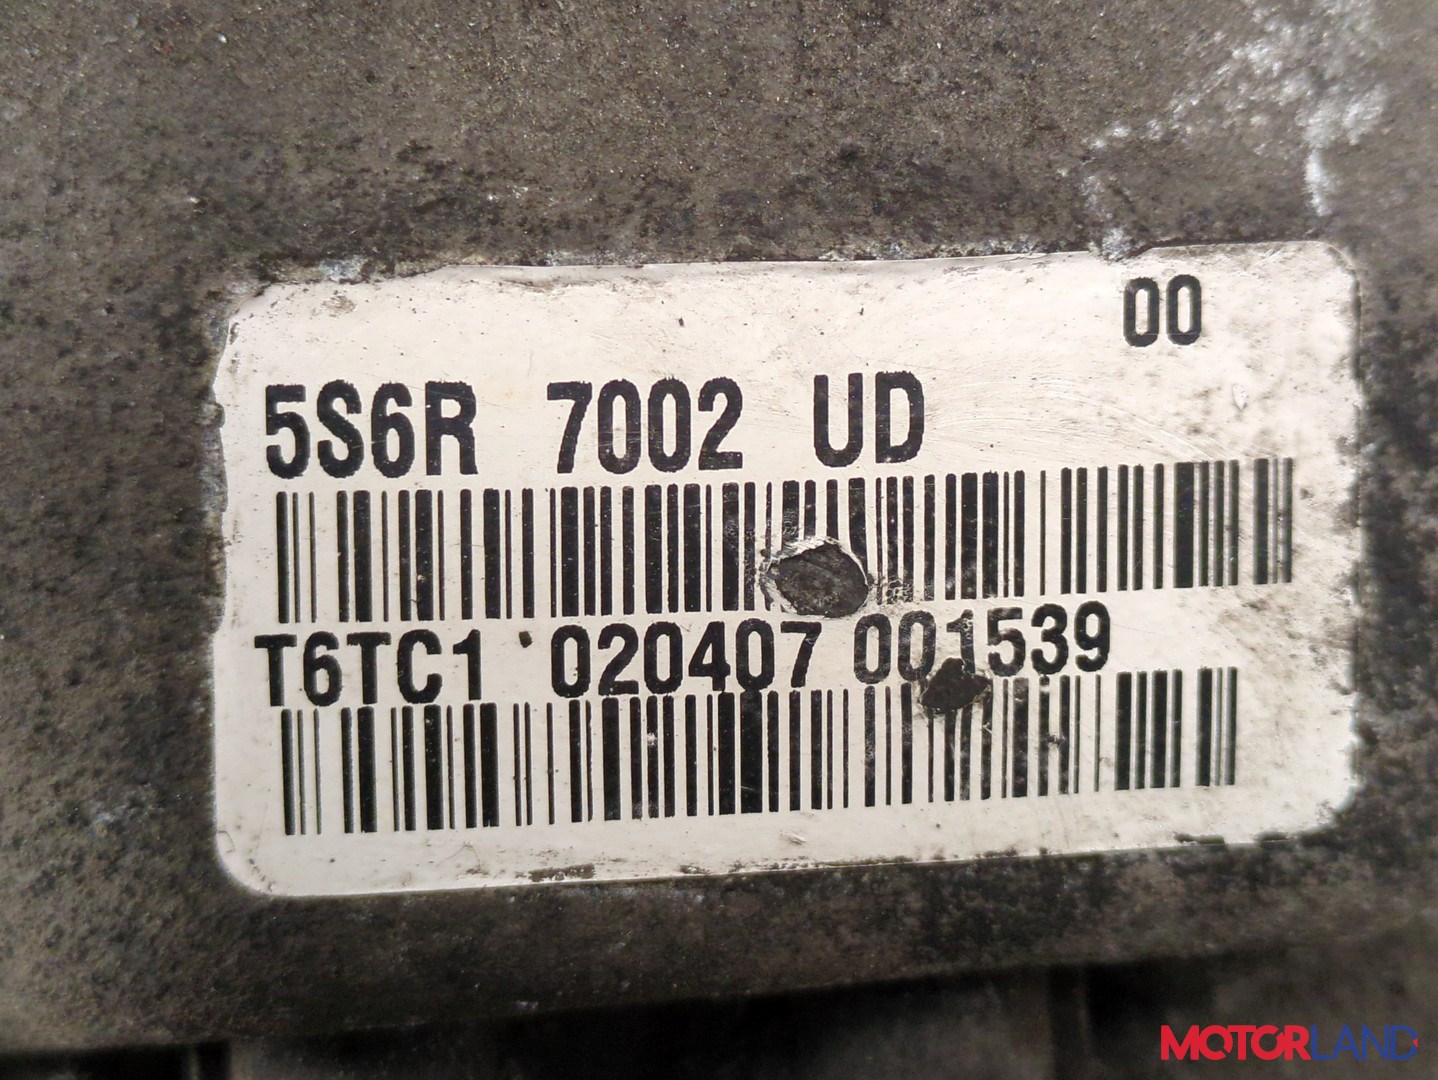 00
5S6R 7002 UD
T6TC1 020407 001539
MOTORLAND